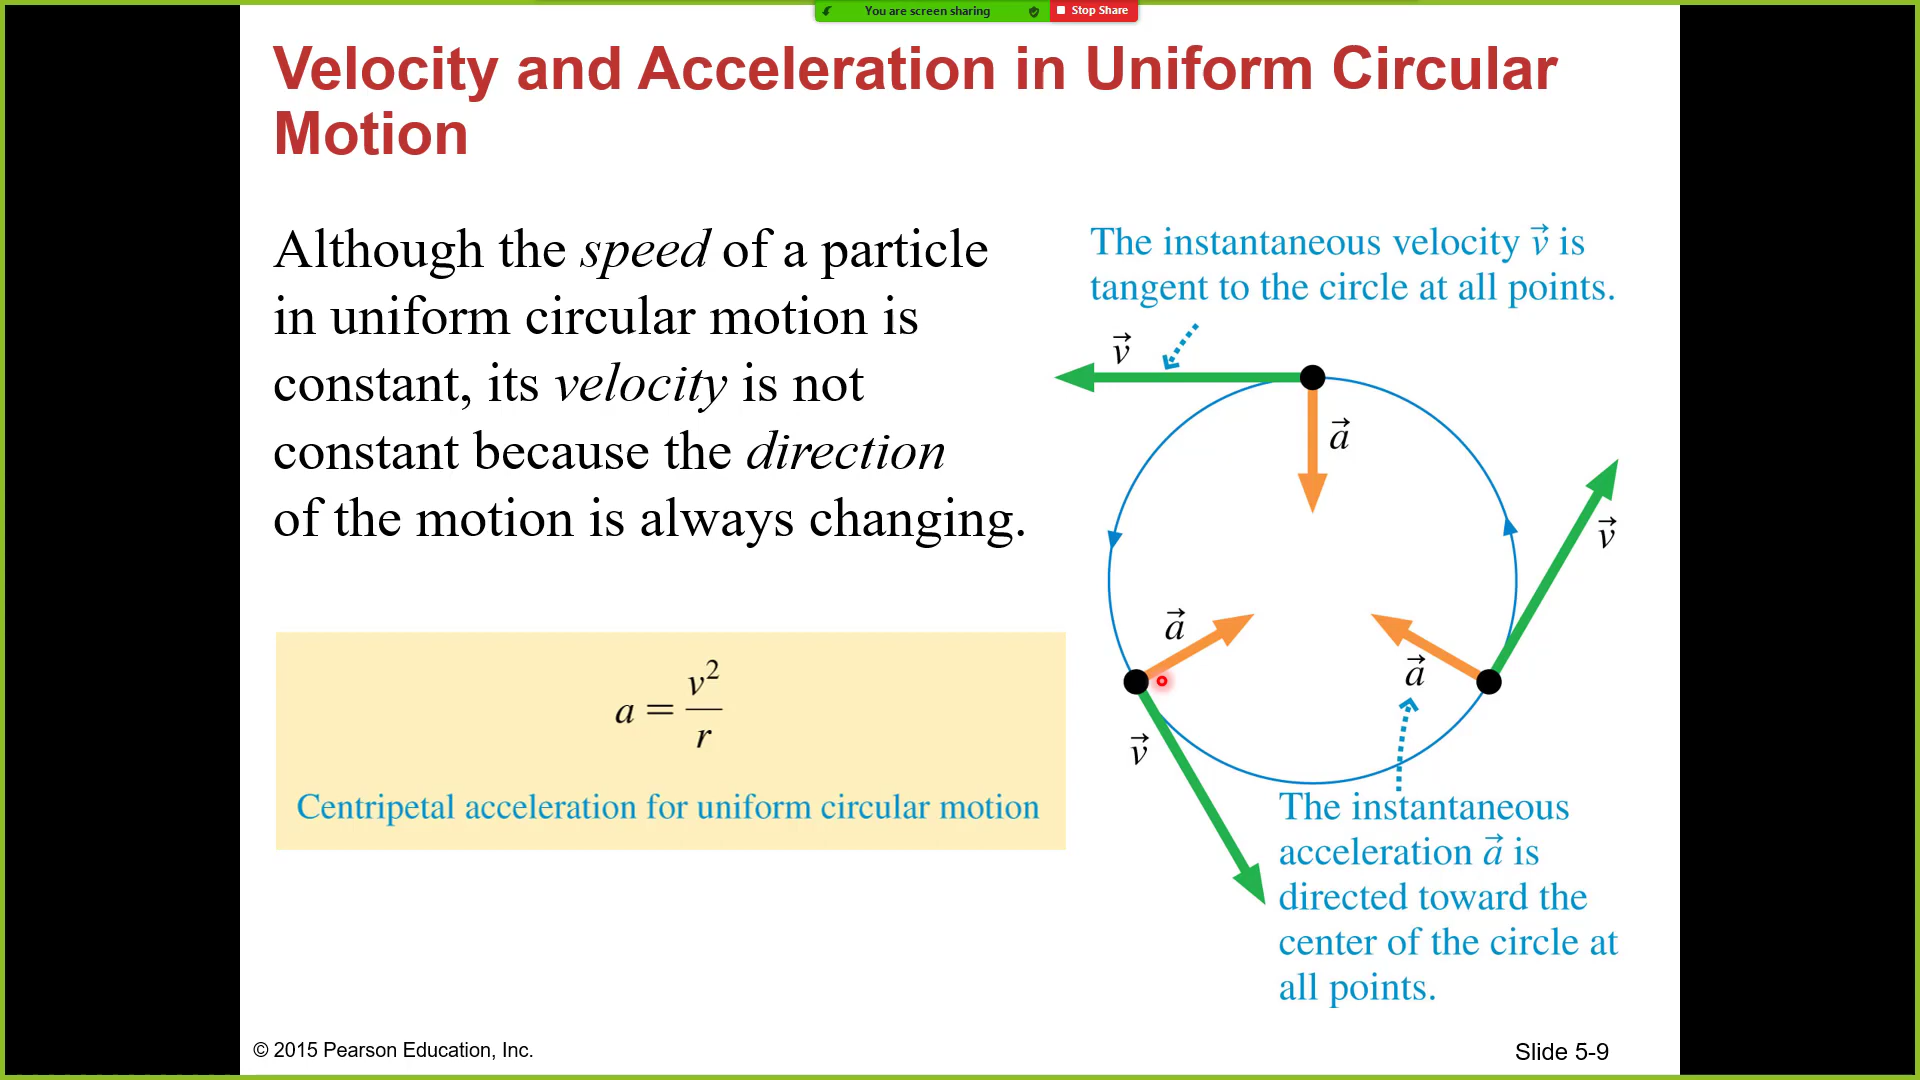 You are screen sharing
Stop Share
Velocity and Acceleration in Uniform Circular
Motion
Although the speed of a particle
in uniform circular motion is
constant, its velocity is not
constant because the direction
of the motion is always changing.
a = v²/r
Centripetal acceleration for uniform circular motion
The instantaneous velocity v⃗ is
tangent to the circle at all points.
v⃗
a⃗
v⃗
a⃗
a⃗
v⃗
The instantaneous
acceleration a⃗ is
directed toward the
center of the circle at
all points.
© 2015 Pearson Education, Inc.
Slide 5-9